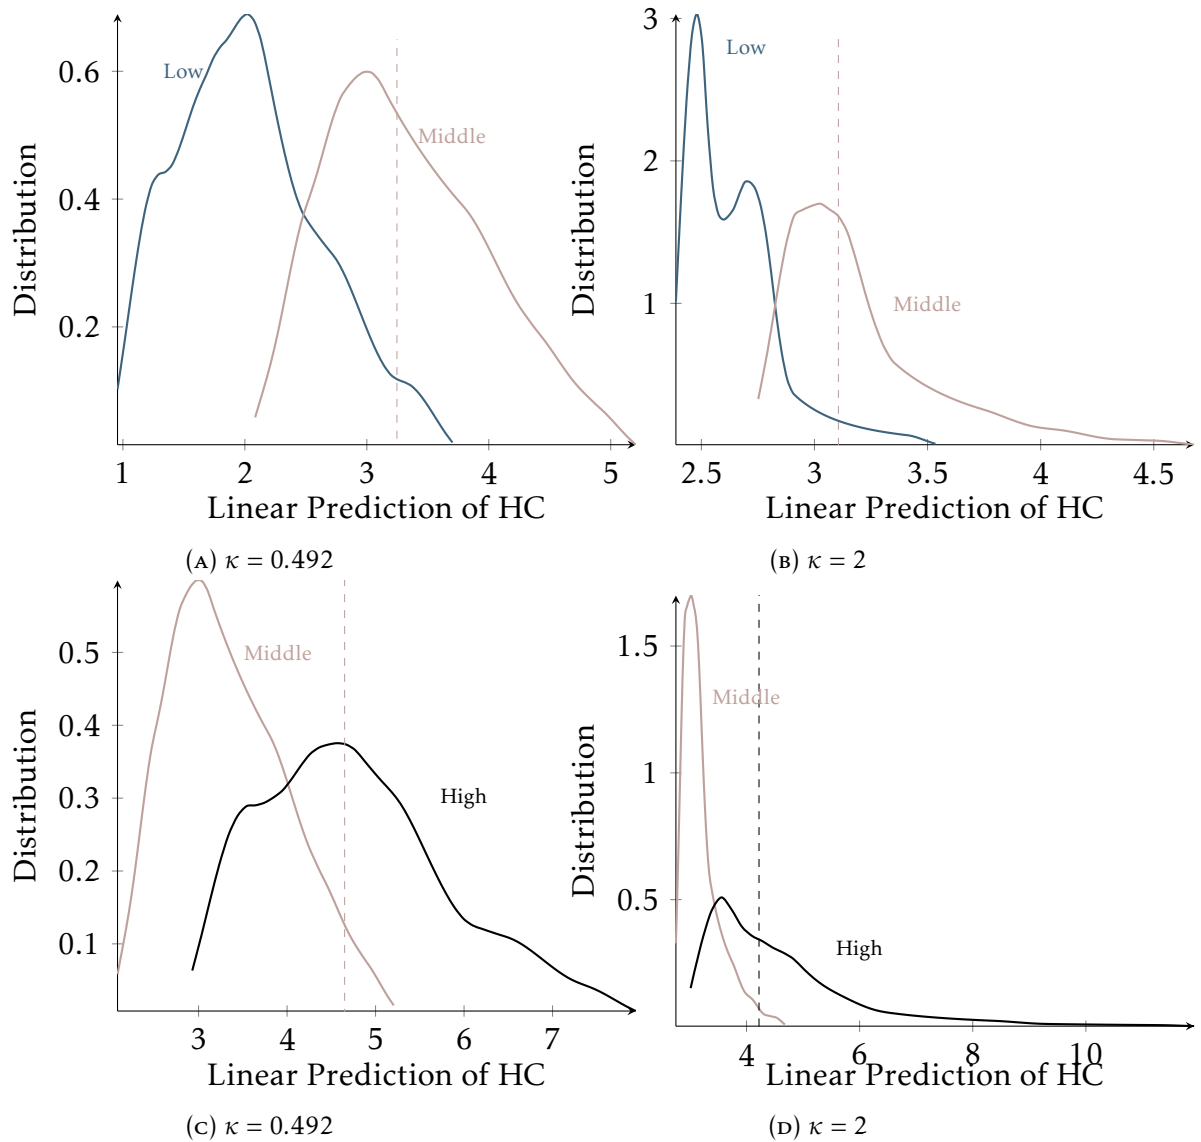 0.6
0.4
0.2
Distribution
Low
Middle
1 2 3 4 5
Linear Prediction of HC
(A) κ = 0.492
3
2
1
Distribution
Low
Middle
2.5 3 3.5 4 4.5
Linear Prediction of HC
(B) κ = 2
0.5
0.4
0.3
0.2
0.1
Distribution
Middle
High
3 4 5 6 7
Linear Prediction of HC
(C) κ = 0.492
1.5
1
0.5
Distribution
Middle
High
4 6 8 10
Linear Prediction of HC
(D) κ = 2